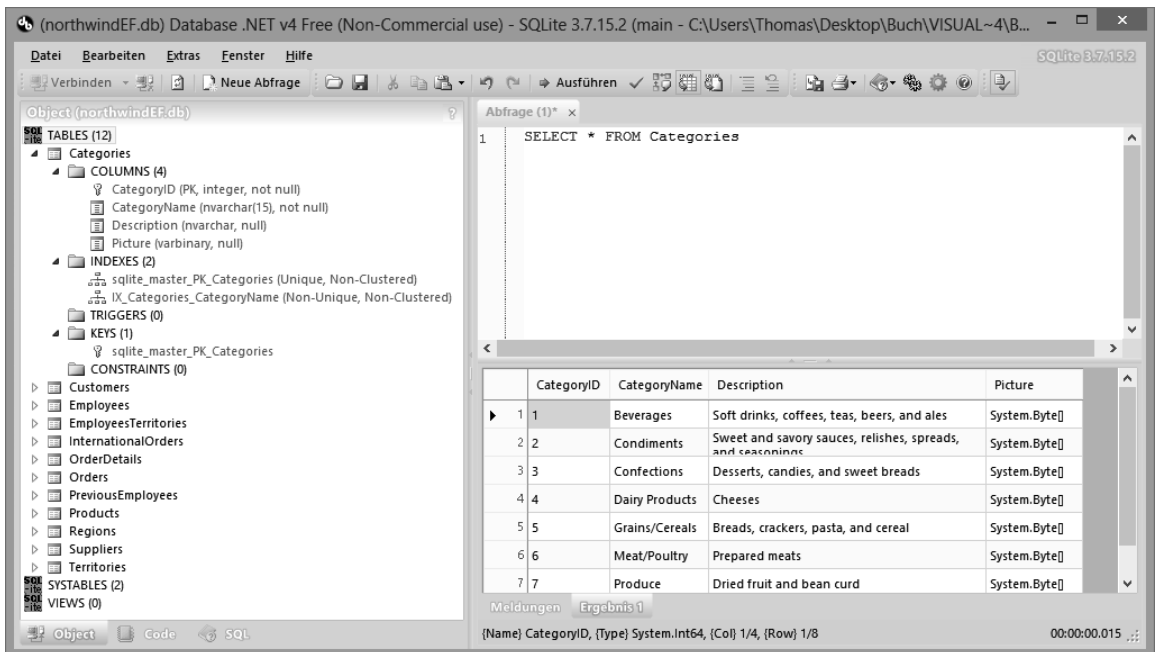 (northwindEF.db) Database .NET v4 Free (Non-Commercial use) - SQLite 3.7.15.2 (main - C:\Users\Thomas\Desktop\Buch\VISUAL~4\B...
Datei Bearbeiten Extras Fenster Hilfe
SQLite 3.7.15.2
Verbinden Neue Abfrage Ausführen
Object (northwindEF.db)
TABLES (12)
Categories
COLUMNS (4)
CategoryID (PK, integer, not null)
CategoryName (nvarchar(15), not null)
Description (nvarchar, null)
Picture (varbinary, null)
INDEXES (2)
sqlite_master_PK_Categories (Unique, Non-Clustered)
IX_Categories_CategoryName (Non-Unique, Non-Clustered)
TRIGGERS (0)
KEYS (1)
sqlite_master_PK_Categories
CONSTRAINTS (0)
Customers
Employees
EmployeesTerritories
InternationalOrders
OrderDetails
Orders
PreviousEmployees
Products
Regions
Suppliers
Territories
SYSTABLES (2)
VIEWS (0)
Object Code SQL
Abfrage (1)* x
1 SELECT * FROM Categories
CategoryID CategoryName Description Picture
1 1 Beverages Soft drinks, coffees, teas, beers, and ales System.Byte[]
2 2 Condiments Sweet and savory sauces, relishes, spreads, System.Byte[]
and seasonings
3 3 Confections Desserts, candies, and sweet breads System.Byte[]
4 4 Dairy Products Cheeses System.Byte[]
5 5 Grains/Cereals Breads, crackers, pasta, and cereal System.Byte[]
6 6 Meat/Poultry Prepared meats System.Byte[]
7 7 Produce Dried fruit and bean curd System.Byte[]
Meldungen Ergebnis 1
{Name} CategoryID, {Type} System.Int64, {Col} 1/4, {Row} 1/8 00:00:00.015